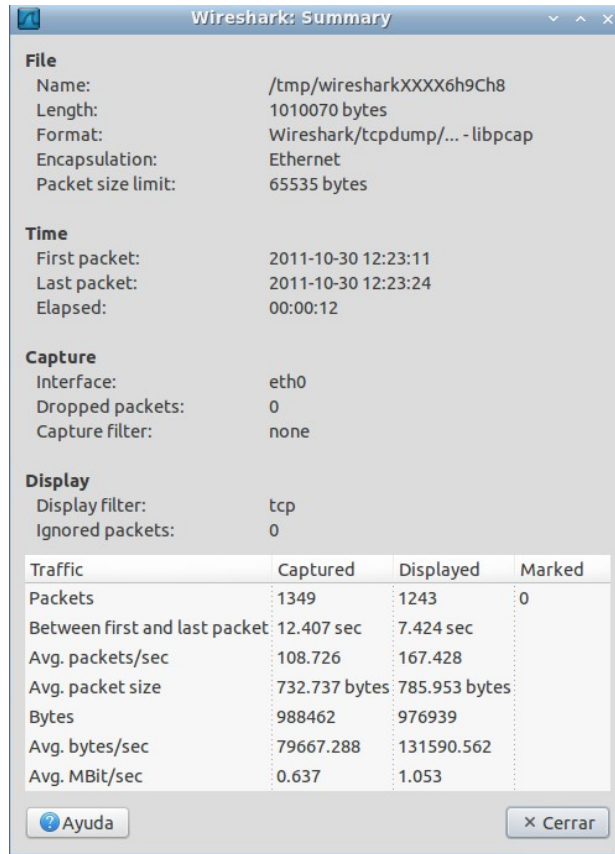 Wireshark: Summary
File
Name: /tmp/wiresharkXXXX6h9Ch8
Length: 1010070 bytes
Format: Wireshark/tcpdump/... - libpcap
Encapsulation: Ethernet
Packet size limit: 65535 bytes
Time
First packet: 2011-10-30 12:23:11
Last packet: 2011-10-30 12:23:24
Elapsed: 00:00:12
Capture
Interface: eth0
Dropped packets: 0
Capture filter: none
Display
Display filter: tcp
Ignored packets: 0
Traffic Captured Displayed Marked
Packets 1349 1243 0
Between first and last packet 12.407 sec 7.424 sec
Avg. packets/sec 108.726 167.428
Avg. packet size 732.737 bytes 785.953 bytes
Bytes 988462 976939
Avg. bytes/sec 79667.288 131590.562
Avg. MBit/sec 0.637 1.053
Ayuda Cerrar